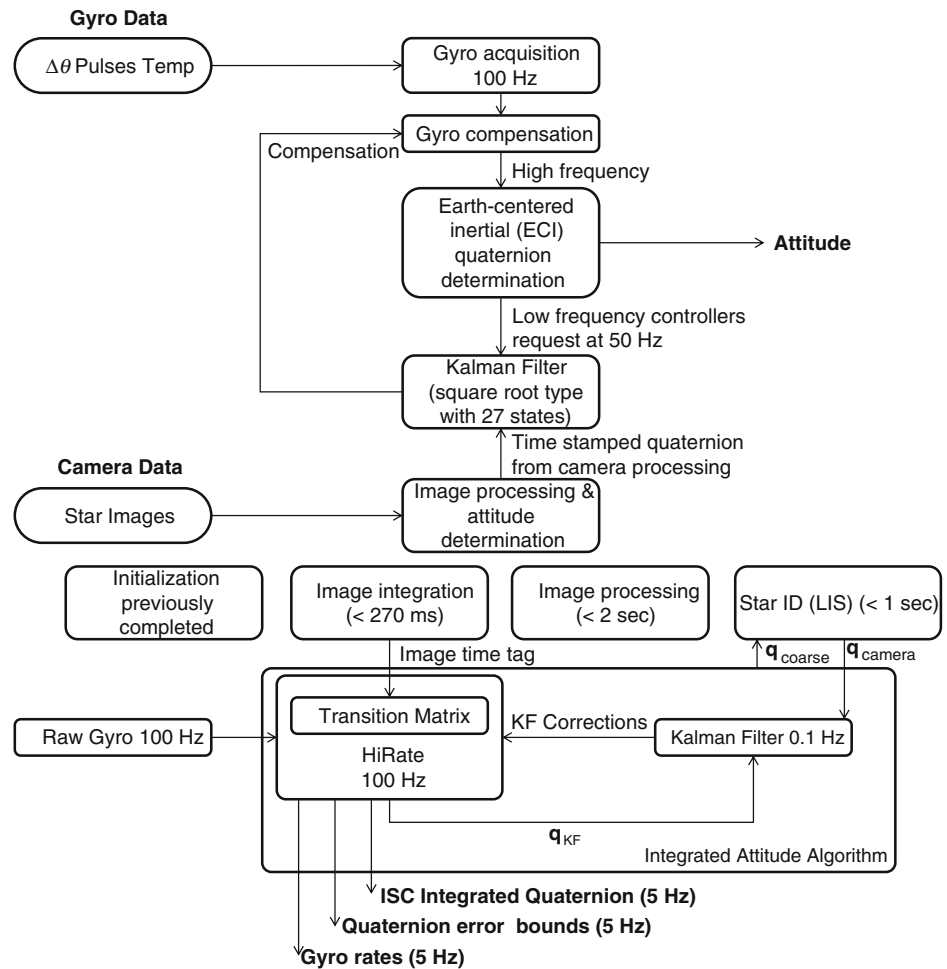 Gyro Data
Δθ Pulses Temp
Gyro acquisition
100 Hz
Gyro compensation
Compensation
High frequency
Earth-centered
inertial (ECI)
quaternion
determination
Attitude
Low frequency controllers
request at 50 Hz
Kalman Filter
(square root type
with 27 states)
Time stamped quaternion
from camera processing
Camera Data
Star Images
Image processing &
attitude
determination
Initialization
previously
completed
Image integration
(< 270 ms)
Image processing
(< 2 sec)
Star ID (LIS) (< 1 sec)
Image time tag
q coarse
q camera
Transition Matrix
HiRate
100 Hz
Raw Gyro 100 Hz
KF Corrections
Kalman Filter 0.1 Hz
q KF
Integrated Attitude Algorithm
ISC Integrated Quaternion (5 Hz)
Quaternion error bounds (5 Hz)
Gyro rates (5 Hz)